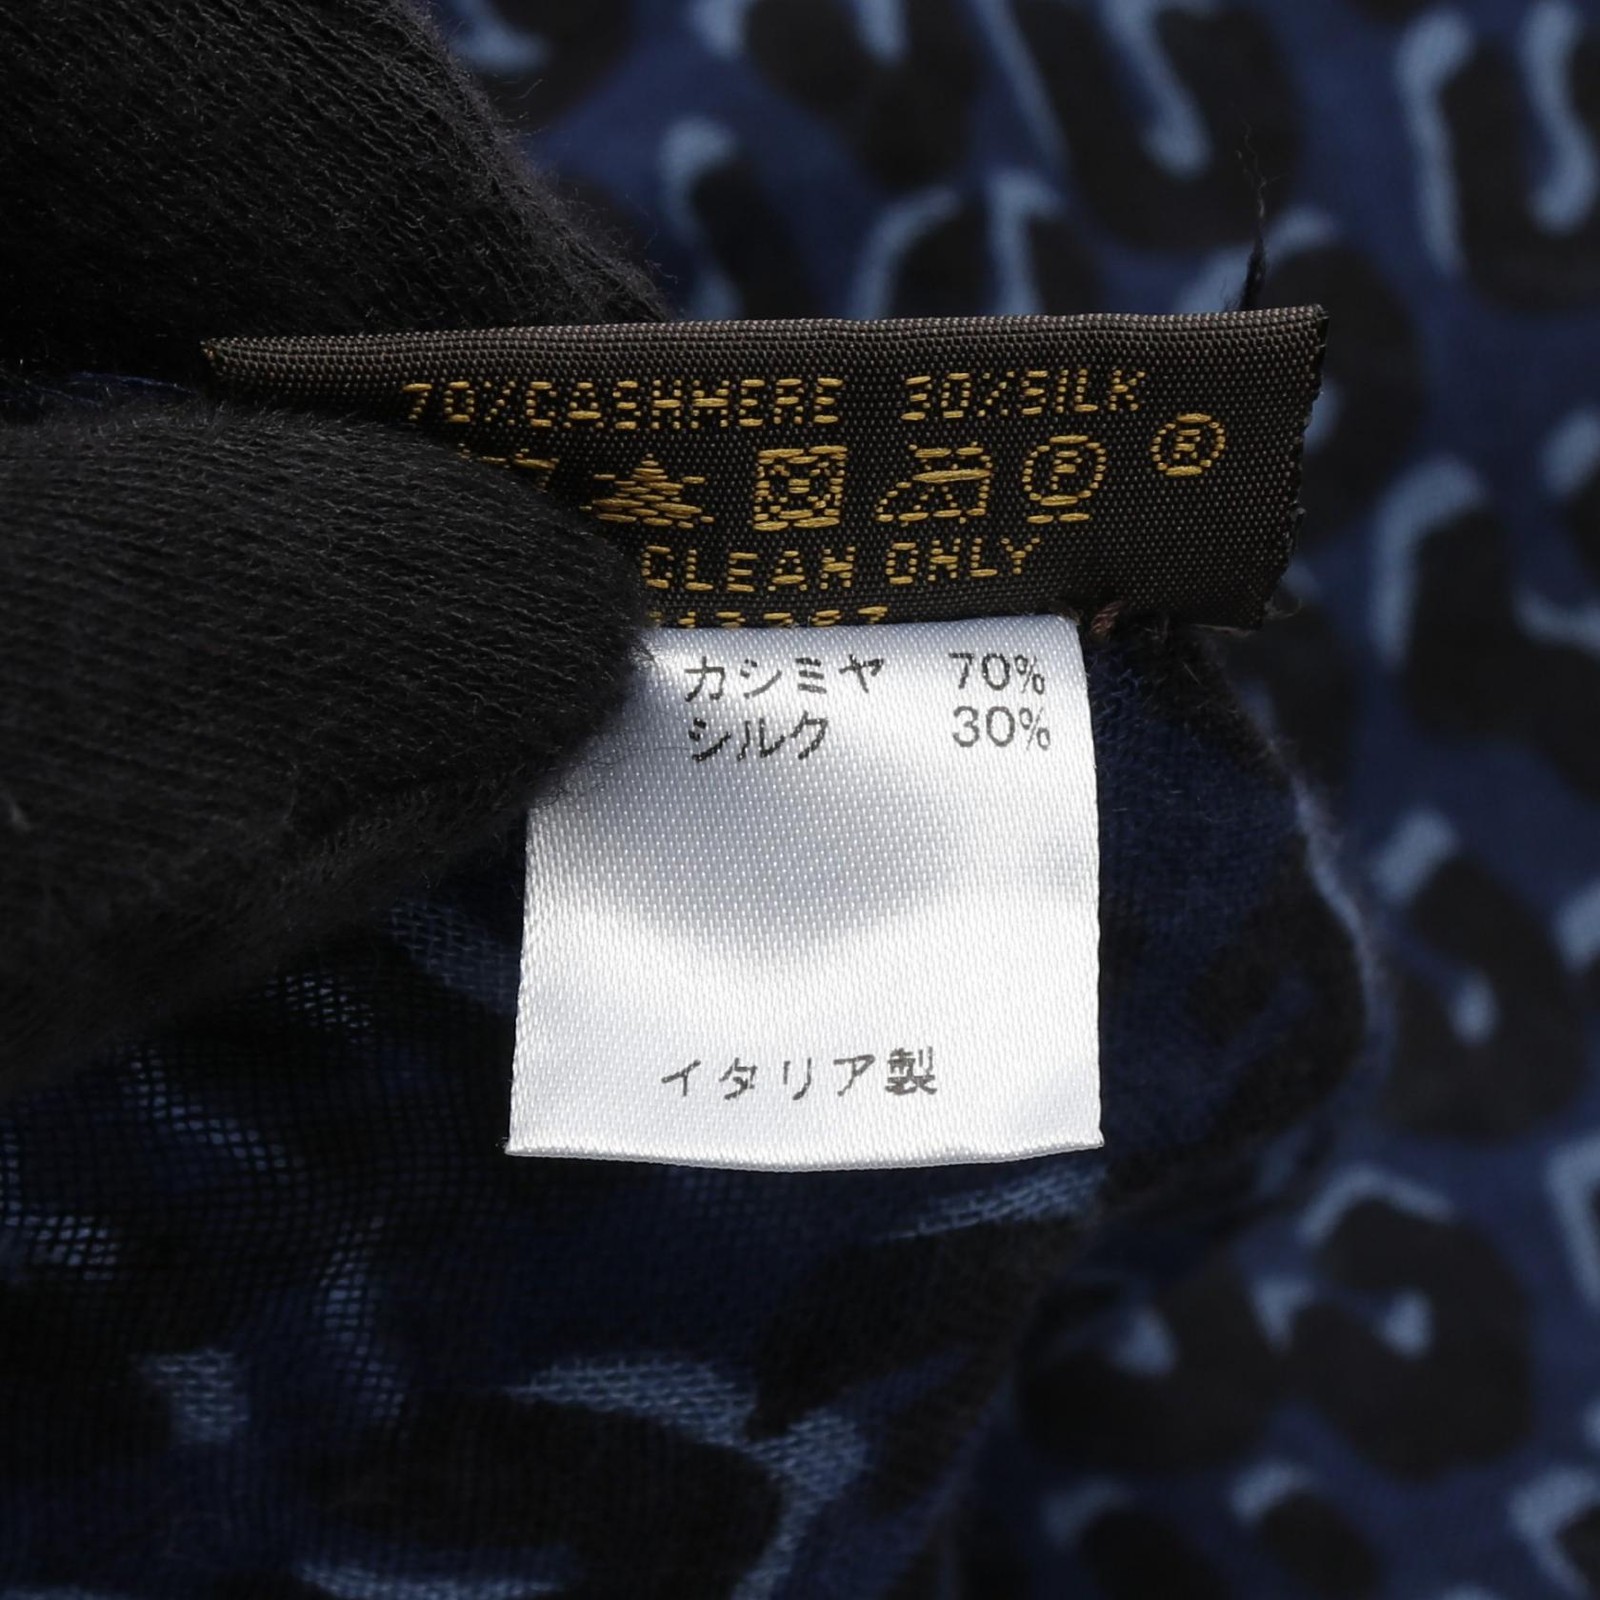 70%CASHMERE 30%SILK
P R
CLEAN ONLY
カシミヤ 70%
シルク 30%
イタリア製